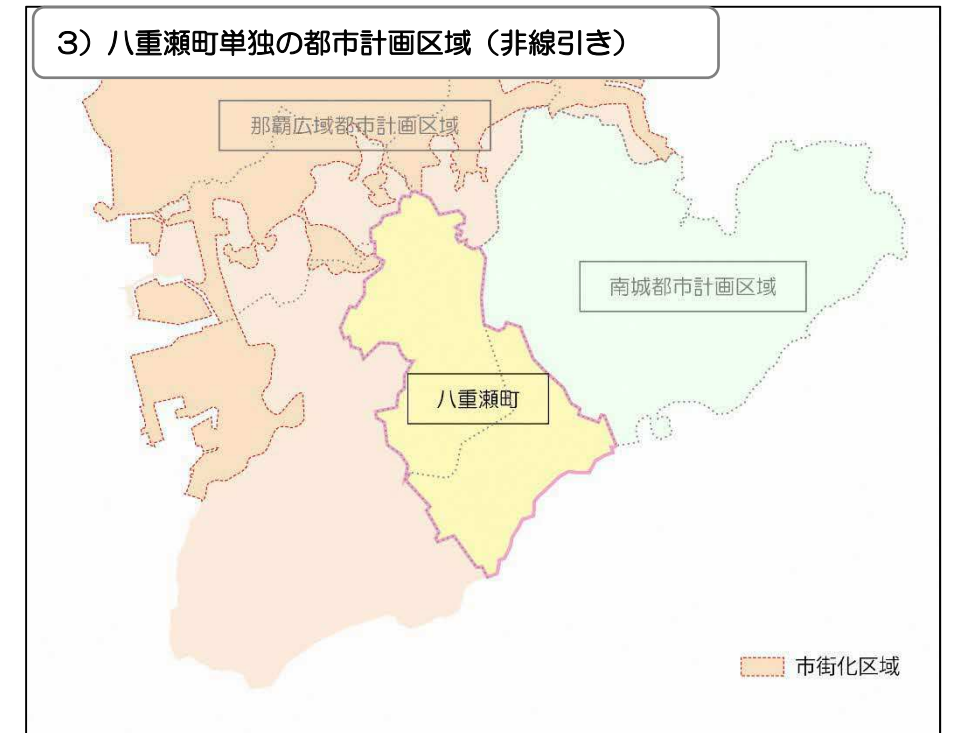 3）八重瀬町単独の都市計画区域（非線引き）
那覇広域都市計画区域
南城都市計画区域
八重瀬町
市街化区域